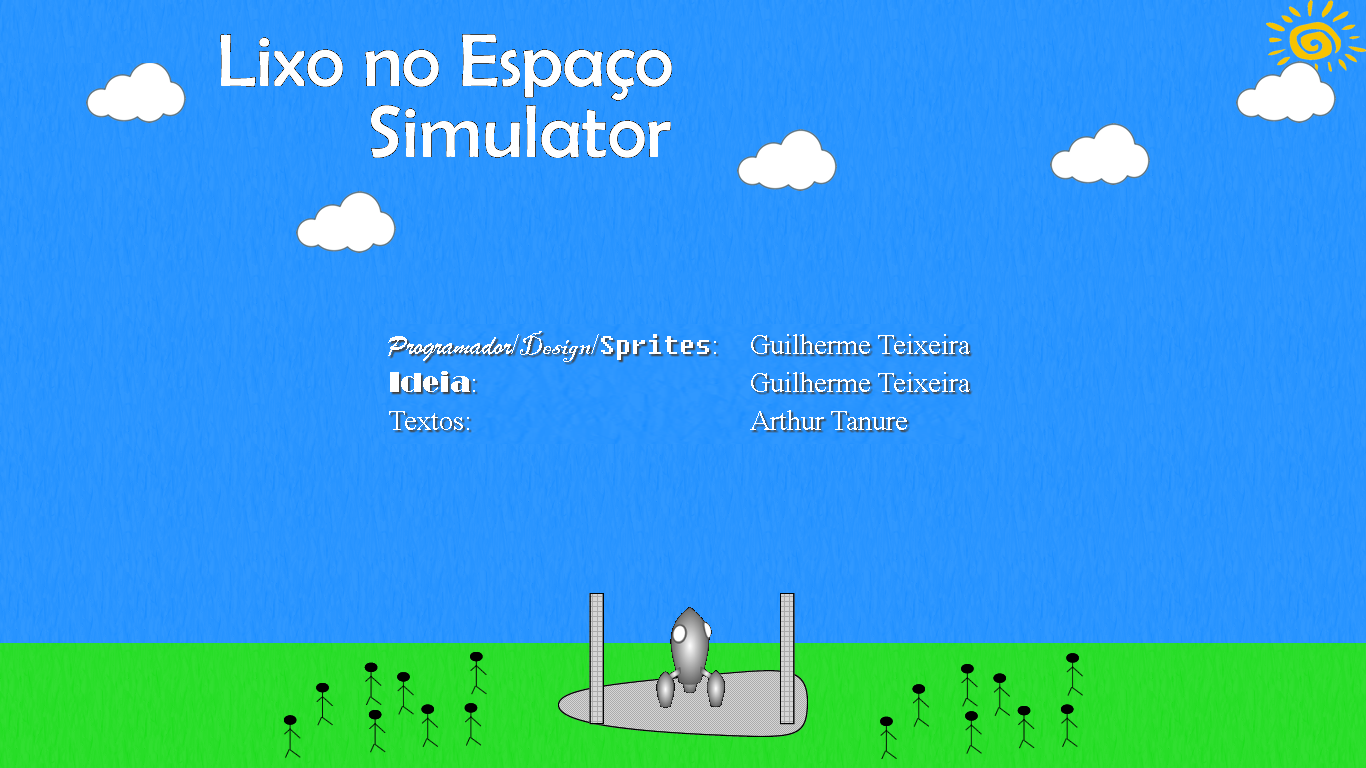 Lixo no Espaço
Simulator
Programador/Design/Sprites: Guilherme Teixeira
Ideia: Guilherme Teixeira
Textos: Arthur Tanure